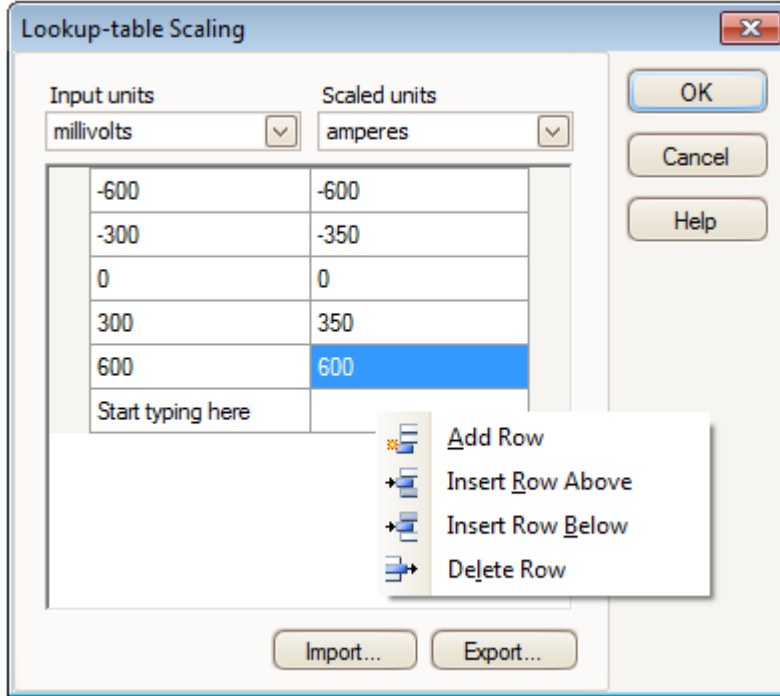 Lookup-table Scaling
Input units Scaled units
millivolts amperes
-600 -600
-300 -350
0 0
300 350
600 600
Start typing here
Add Row
Insert Row Above
Insert Row Below
Delete Row
Import... Export...
OK
Cancel
Help